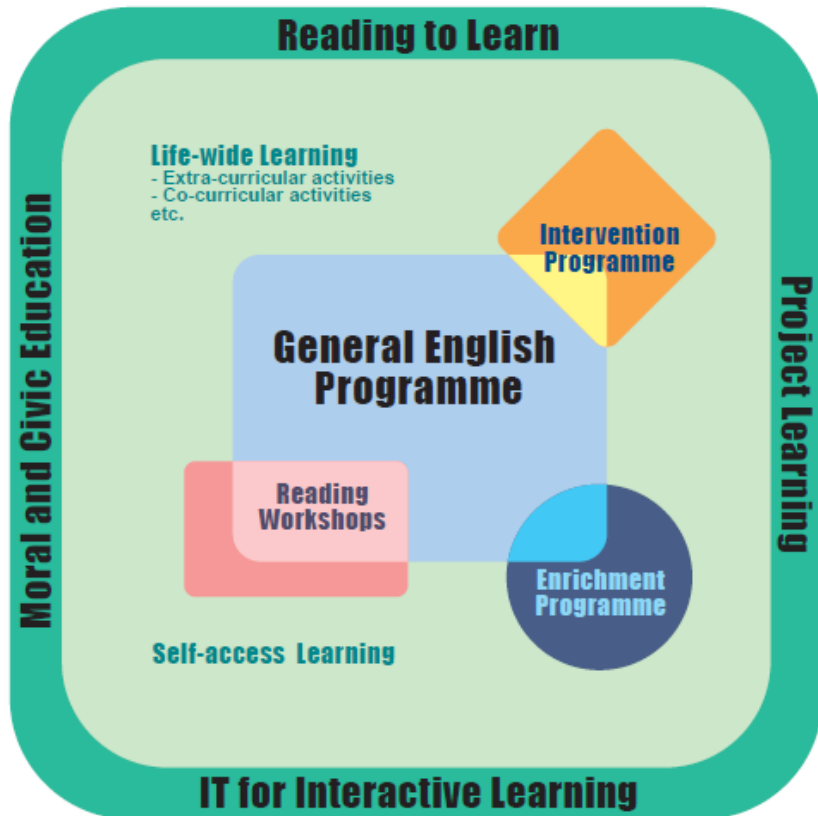 Reading to Learn
Life-wide Learning
- Extra-curricular activities
- Co-curricular activities
etc.
Intervention
Programme
Moral and Civic Education
Project Learning
General English
Programme
Reading
Workshops
Enrichment
Programme
Self-access Learning
IT for Interactive Learning